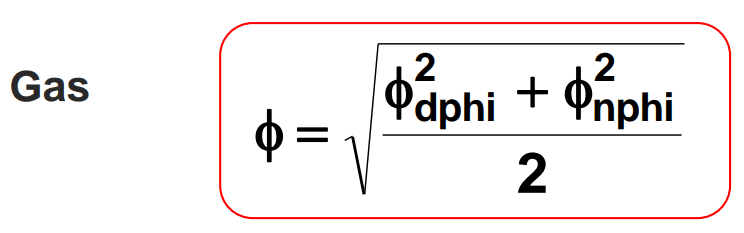 Gas
ϕ = √((ϕ²dphi + ϕ²nphi) / 2)